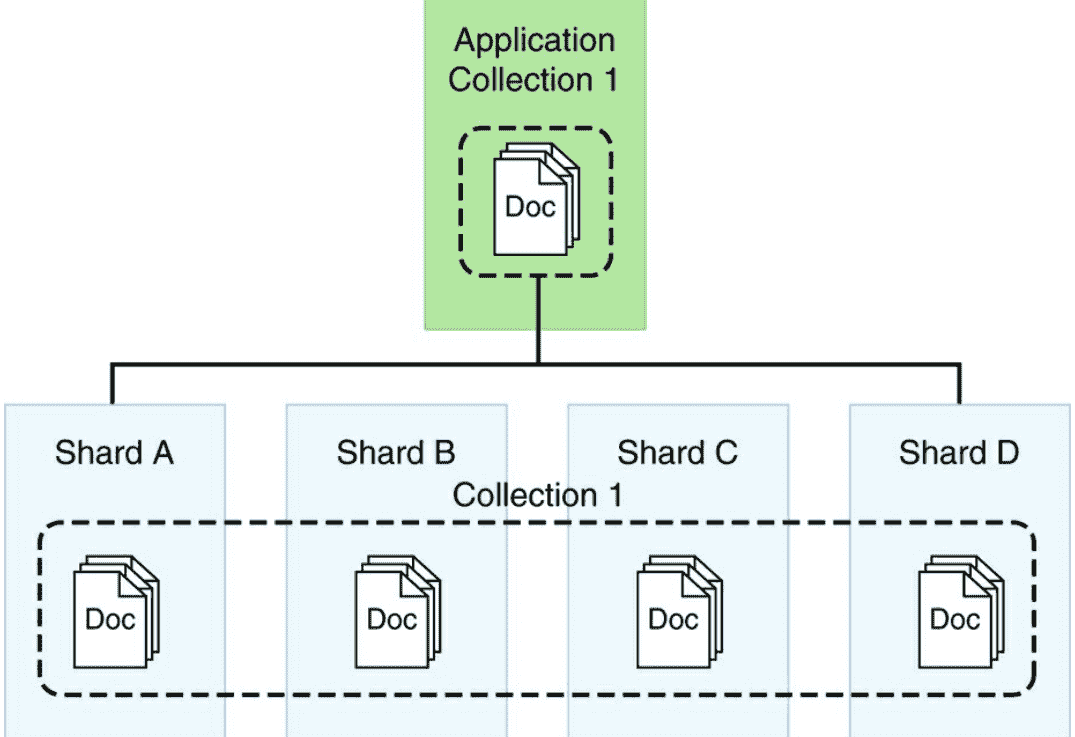 Application
Collection 1
Doc
Shard A
Shard B
Shard C
Shard D
Collection 1
Doc
Doc
Doc
Doc